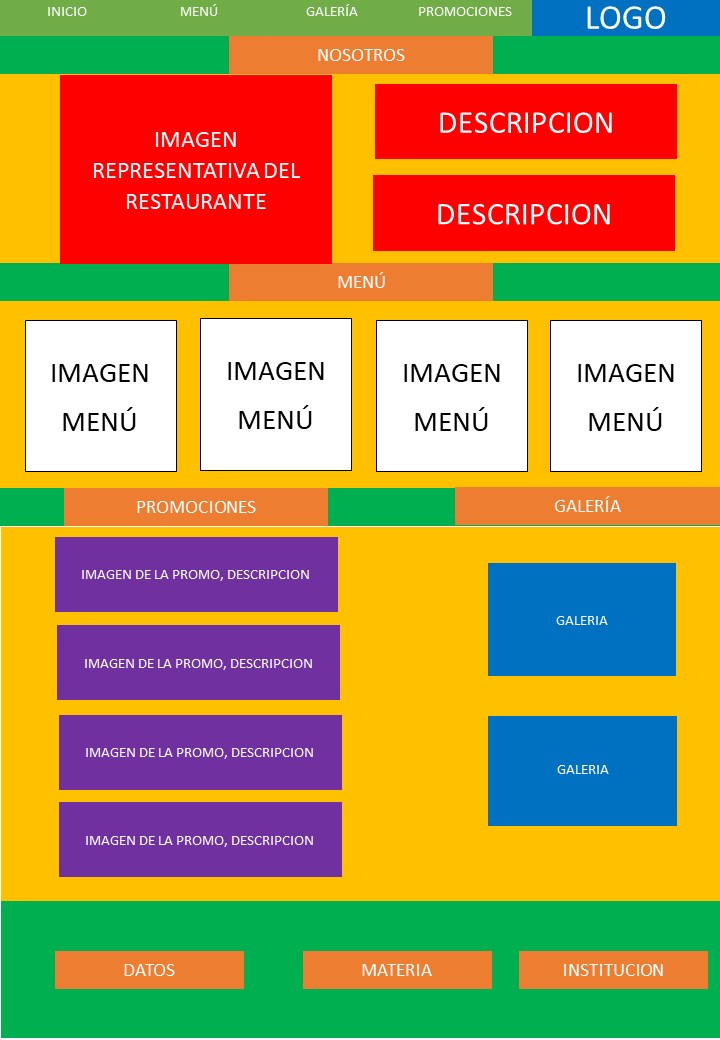 INICIO
MENÚ
GALERÍA
PROMOCIONES
LOGO
NOSOTROS
IMAGEN
REPRESENTATIVA DEL
RESTAURANTE
DESCRIPCION
DESCRIPCION
MENÚ
IMAGEN
MENÚ
IMAGEN
MENÚ
IMAGEN
MENÚ
IMAGEN
MENÚ
PROMOCIONES
GALERÍA
IMAGEN DE LA PROMO, DESCRIPCION
IMAGEN DE LA PROMO, DESCRIPCION
IMAGEN DE LA PROMO, DESCRIPCION
IMAGEN DE LA PROMO, DESCRIPCION
GALERIA
GALERIA
DATOS
MATERIA
INSTITUCION